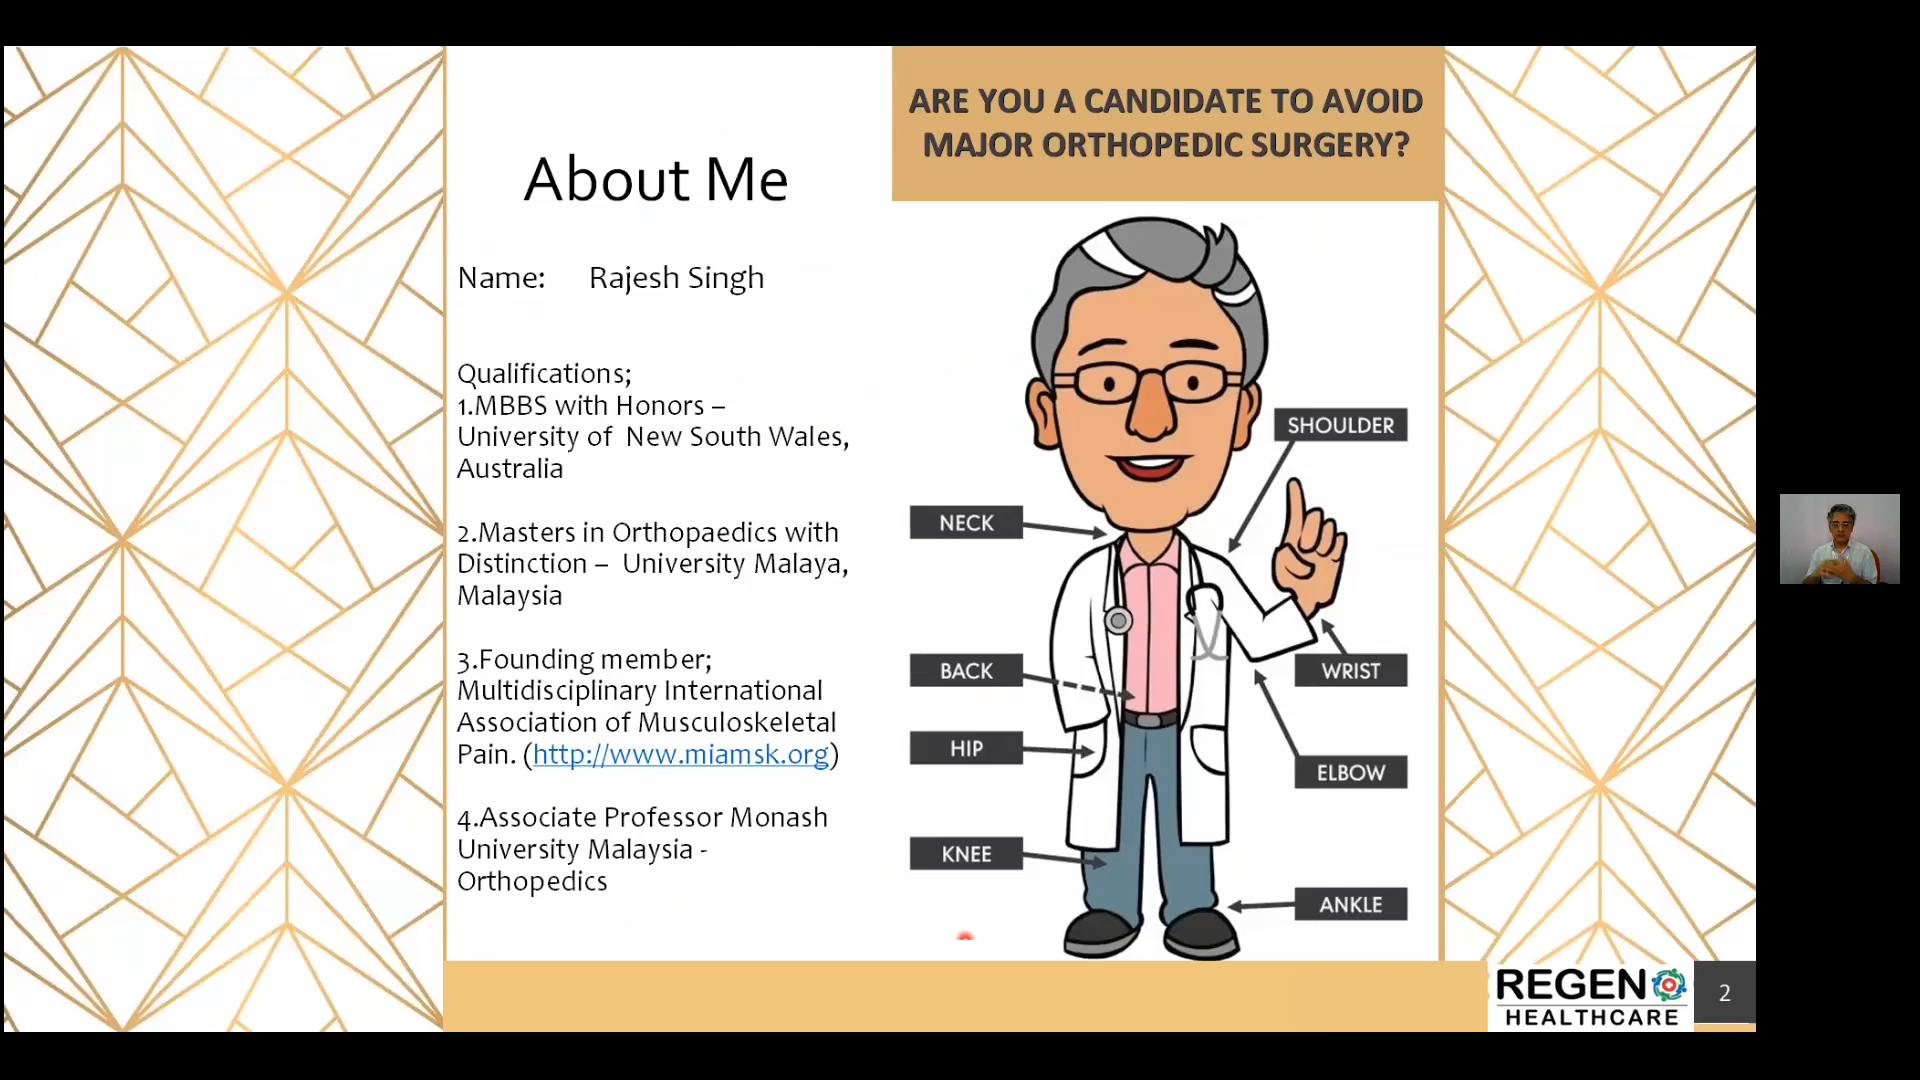 About Me
Name: Rajesh Singh
Qualifications;
1.MBBS with Honors –
University of New South Wales,
Australia
2.Masters in Orthopaedics with
Distinction – University Malaya,
Malaysia
3.Founding member;
Multidisciplinary International
Association of Musculoskeletal
Pain. (http://www.miamsk.org)
4.Associate Professor Monash
University Malaysia -
Orthopedics
ARE YOU A CANDIDATE TO AVOID
MAJOR ORTHOPEDIC SURGERY?
SHOULDER
NECK
BACK
WRIST
HIP
ELBOW
KNEE
ANKLE
REGEN
HEALTHCARE
2